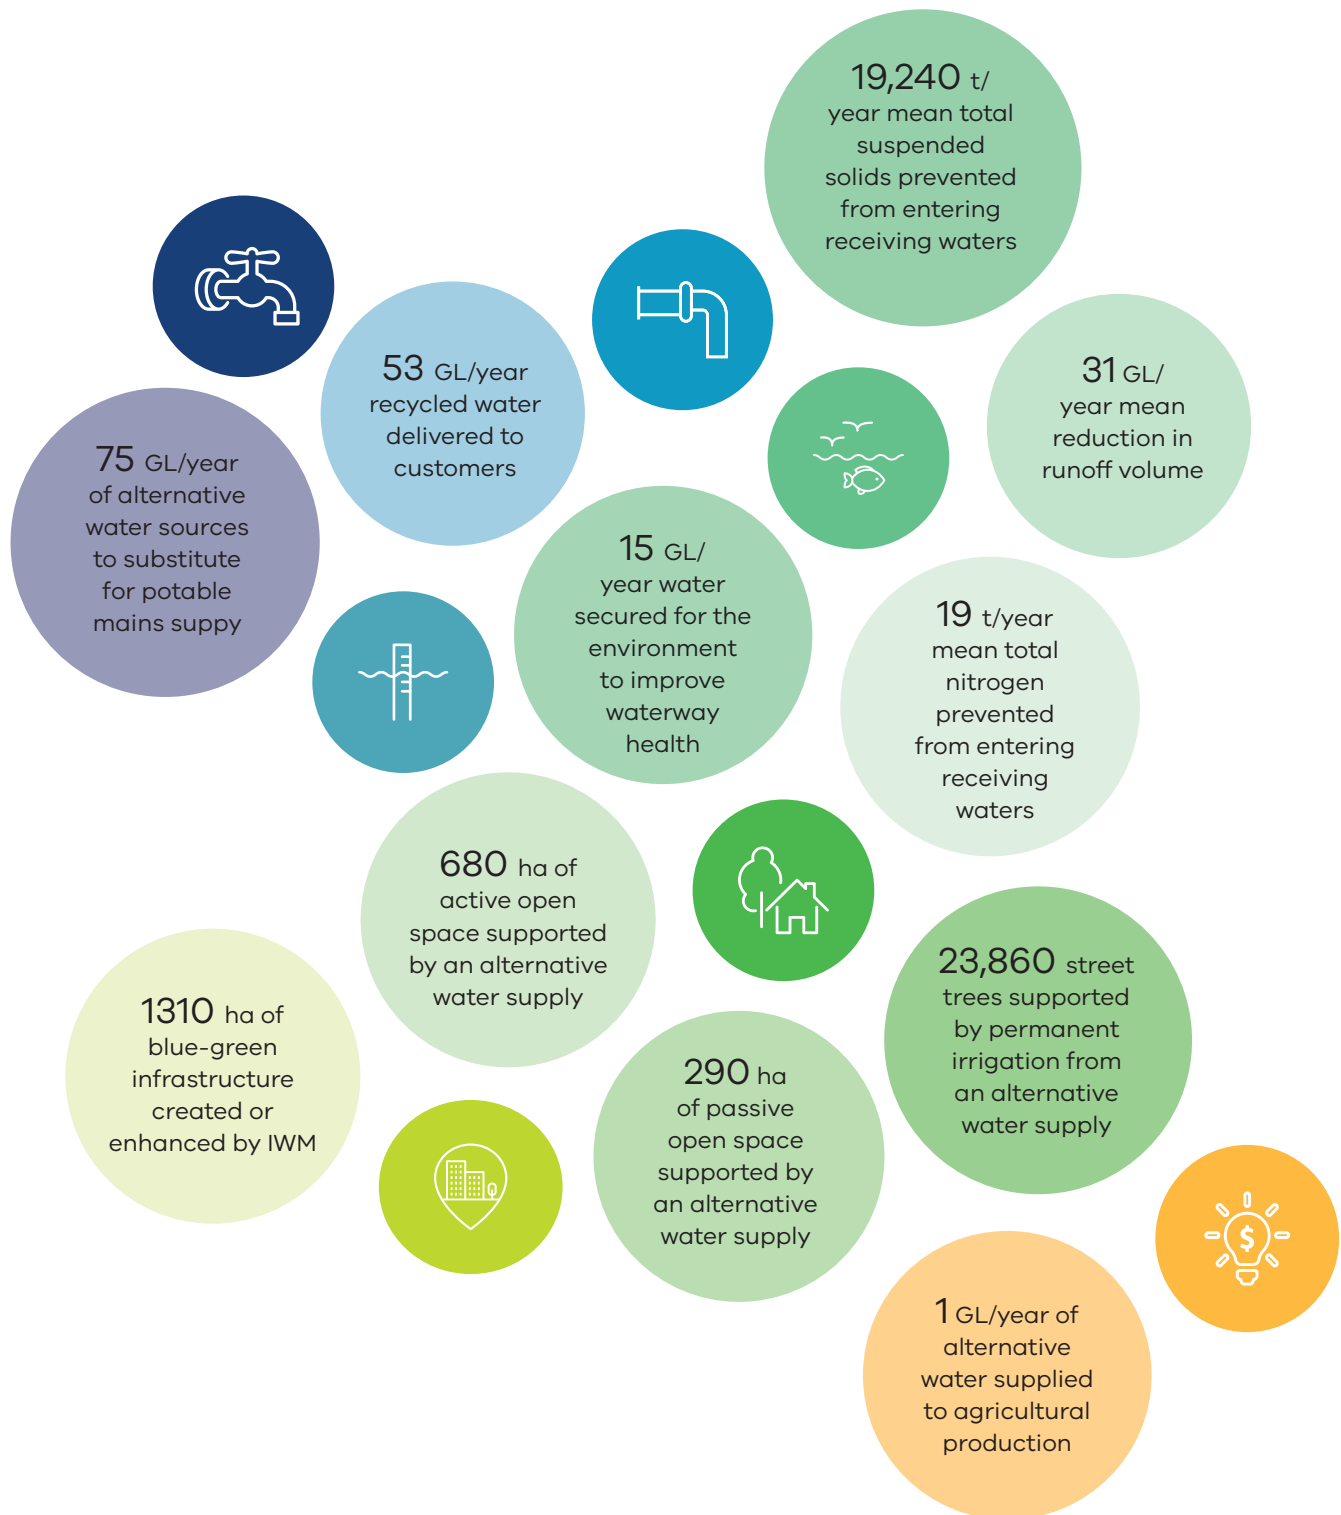 19,240 t/
year mean total
suspended
solids prevented
from entering
receiving waters
53 GL/year
recycled water
delivered to
customers
31 GL/
year mean
reduction in
runoff volume
75 GL/year
of alternative
water sources
to substitute
for potable
mains suppy
15 GL/
year water
secured for the
environment
to improve
waterway
health
19 t/year
mean total
nitrogen
prevented
from entering
receiving
waters
680 ha of
active open
space supported
by an alternative
water supply
23,860 street
trees supported
by permanent
irrigation from
an alternative
water supply
1310 ha of
blue-green
infrastructure
created or
enhanced by IWM
290 ha
of passive
open space
supported by
an alternative
water supply
$
1 GL/year of
alternative
water supplied
to agricultural
production